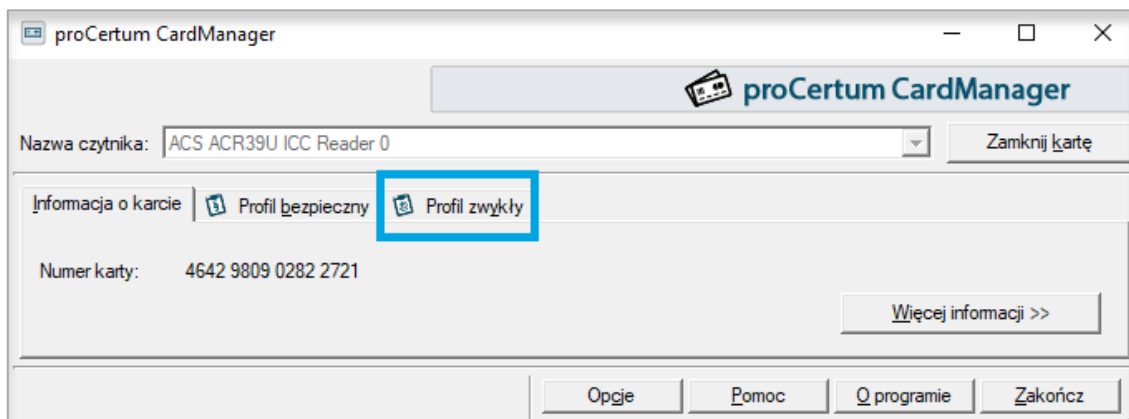 proCertum CardManager
proCertum CardManager
Nazwa czytnika: ACS ACR39U ICC Reader 0 Zamknij kartę
Informacja o karcie Profil bezpieczny Profil zwykły
Numer karty: 4642 9809 0282 2721
Więcej informacji >>
Opcje Pomoc O programie Zakończ